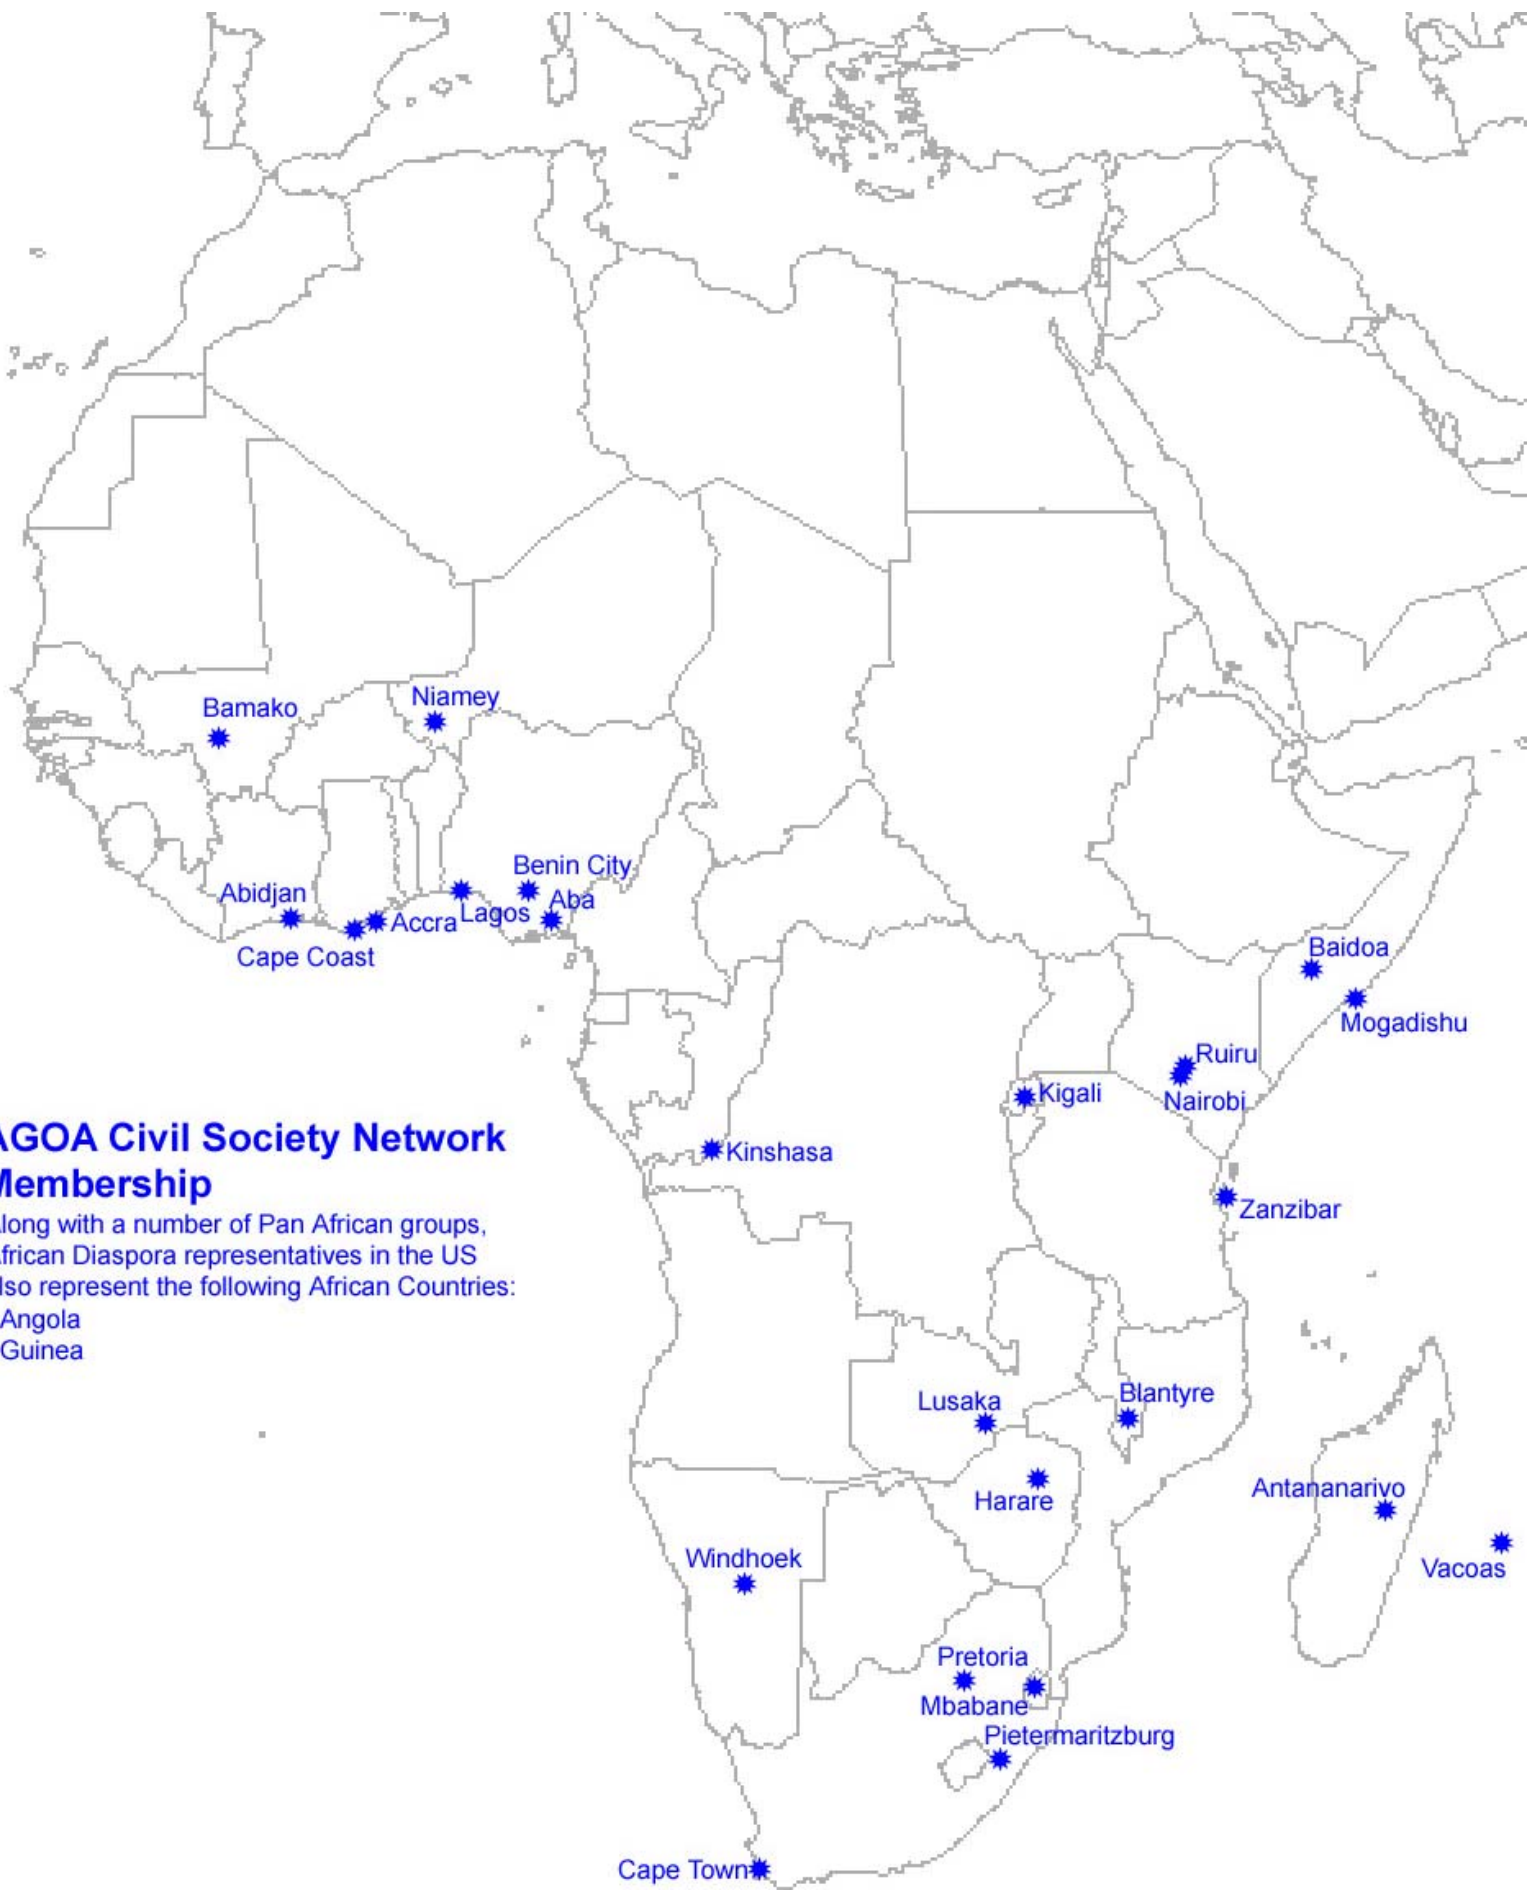 Niamey
Bamako
Benin City
Abidjan
Aba
Lagos
Accra
Cape Coast
Baidoa
Mogadishu
Ruiru
Kigali
Nairobi
AGOA Civil Society Network
Kinshasa
Membership
Zanzibar
long with a number of Pan African groups,
frican Diaspora representatives in the US
lso represent the following African Countries:
Angola
Guinea
Blantyre
Lusaka
Antananarivo
Harare
Windhoek
Vacoas
Pretoria
Mbabane
Pietermaritzburg
Cape Town